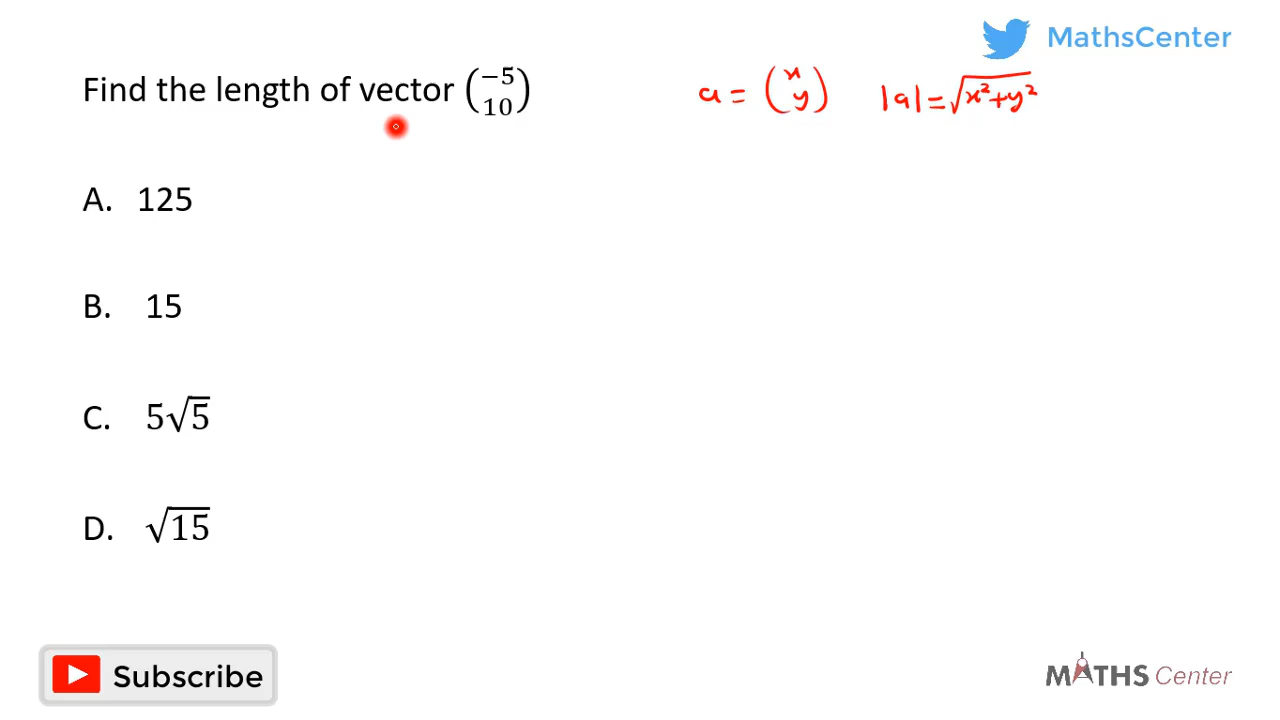 MathsCenter
Find the length of vector (−5 10)
a = (x y) |a| = √x²+y²
A. 125
B. 15
C. 5√5
D. √15
Subscribe
MATHS Center